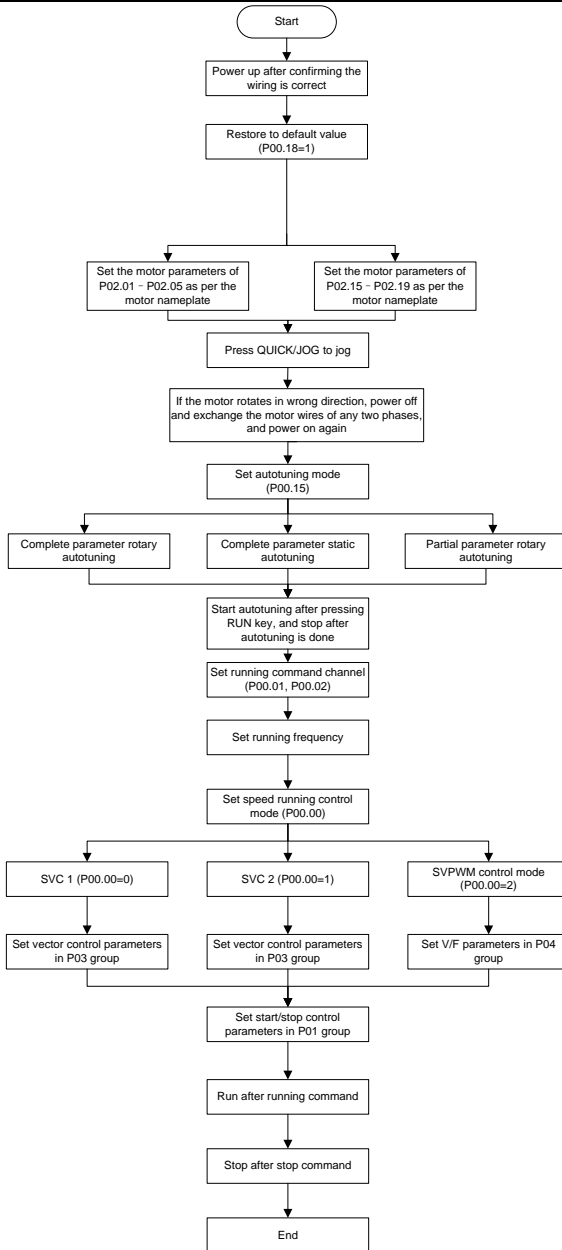 Start
Power up after confirming the
wiring is correct
Restore to default value
(P00.18=1)
Set the motor parameters of
P02.01﹣P02.05 as per the
motor nameplate
Set the motor parameters of
P02.15﹣P02.19 as per the
motor nameplate
Press QUICK/JOG to jog
If the motor rotates in wrong direction, power off
and exchange the motor wires of any two phases,
and power on again
Set autotuning mode
(P00.15)
Complete parameter rotary
autotuning
Complete parameter static
autotuning
Partial parameter rotary
autotuning
Start autotuning after pressing
RUN key, and stop after
autotuning is done
Set running command channel
(P00.01, P00.02)
Set running frequency
Set speed running control
mode (P00.00)
SVC 1 (P00.00=0)
SVC 2 (P00.00=1)
SVPWM control mode
(P00.00=2)
Set vector control parameters
in P03 group
Set vector control parameters
in P03 group
Set V/F parameters in P04
group
Set start/stop control
parameters in P01 group
Run after running command
Stop after stop command
End